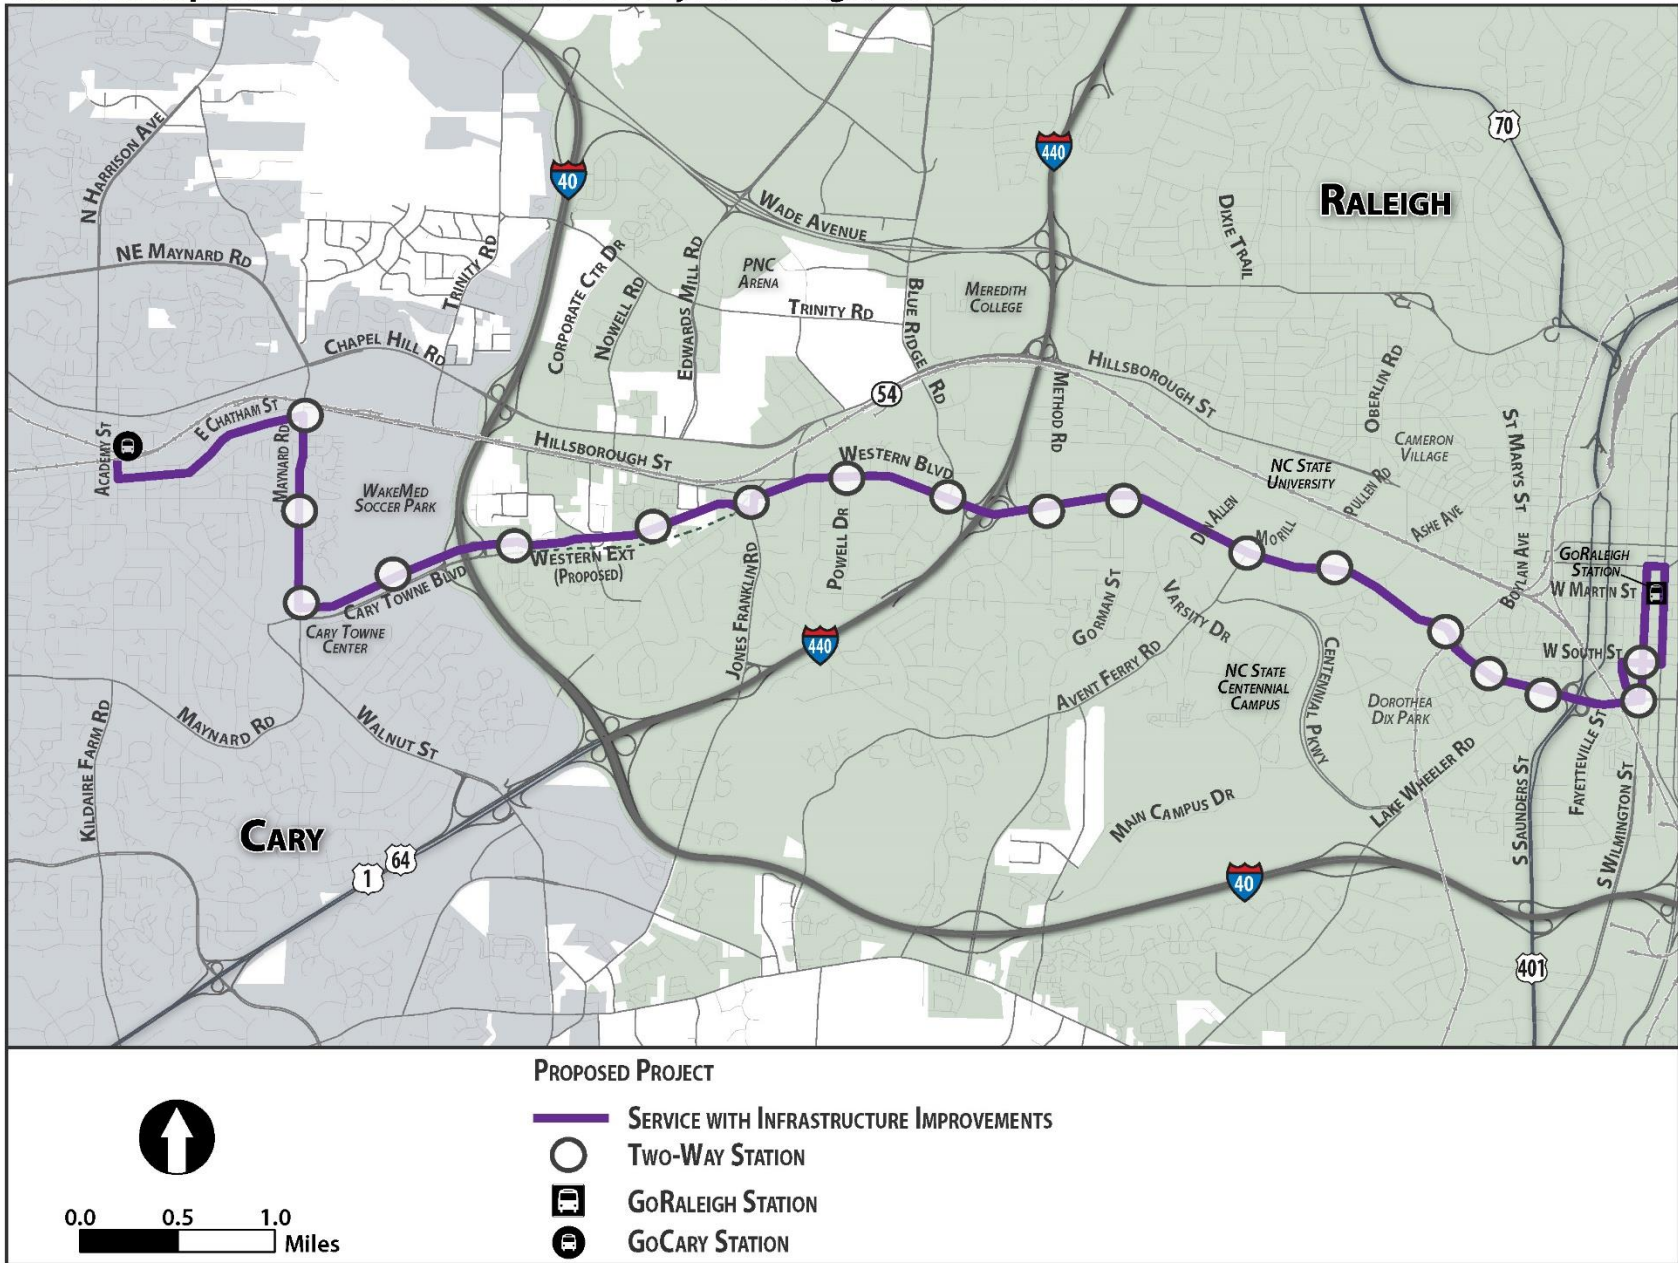 70
440
40
RALEIGH
N HARRISON AVE
WADE AVENUE
DIXIE TRAIL
NE MAYNARD RD
TRINITY RD
CORPORATE CTR DR
NOWELL RD
EDWARDS MILL RD
PNC
ARENA
TRINITY RD
BLUE RIDGE RD
MEREDITH
COLLEGE
CHAPEL HILL RD
HILLSBOROUGH ST
54
METHOD RD
OBERLIN RD
ACADEMY ST
E CHATHAM ST
MAYNARD RD
WAKEMED
SOCCER PARK
HILLSBOROUGH ST
WESTERN BLVD
NC STATE
UNIVERSITY
CAMERON
VILLAGE
PULLEN RD
ASHE AVE
ST MARYS ST
BOYLAN AVE
GORALEIGH
STATION
W MARTIN ST
MORILL
POWELL DR
WESTERN EXT
(PROPOSED)
CARY TOWNE BLVD
CARY TOWNE
CENTER
JONES FRANKLIN RD
440
GORMAN ST
VARSITY DR
AVENT FERRY RD
NC STATE
CENTENNIAL
CAMPUS
CENTENNIAL PKWY
DOROTHEA
DIX PARK
W SOUTH ST
KILDAIRE FARM RD
MAYNARD RD
WALNUT ST
CARY
1
64
MAIN CAMPUS DR
LAKE WHEELER RD
S SAUNDERS ST
FAYETTEVILLE ST
S WILMINGTON ST
40
401
PROPOSED PROJECT
SERVICE WITH INFRASTRUCTURE IMPROVEMENTS
TWO-WAY STATION
GORALEIGH STATION
GOCARY STATION
0.0 0.5 1.0
Miles